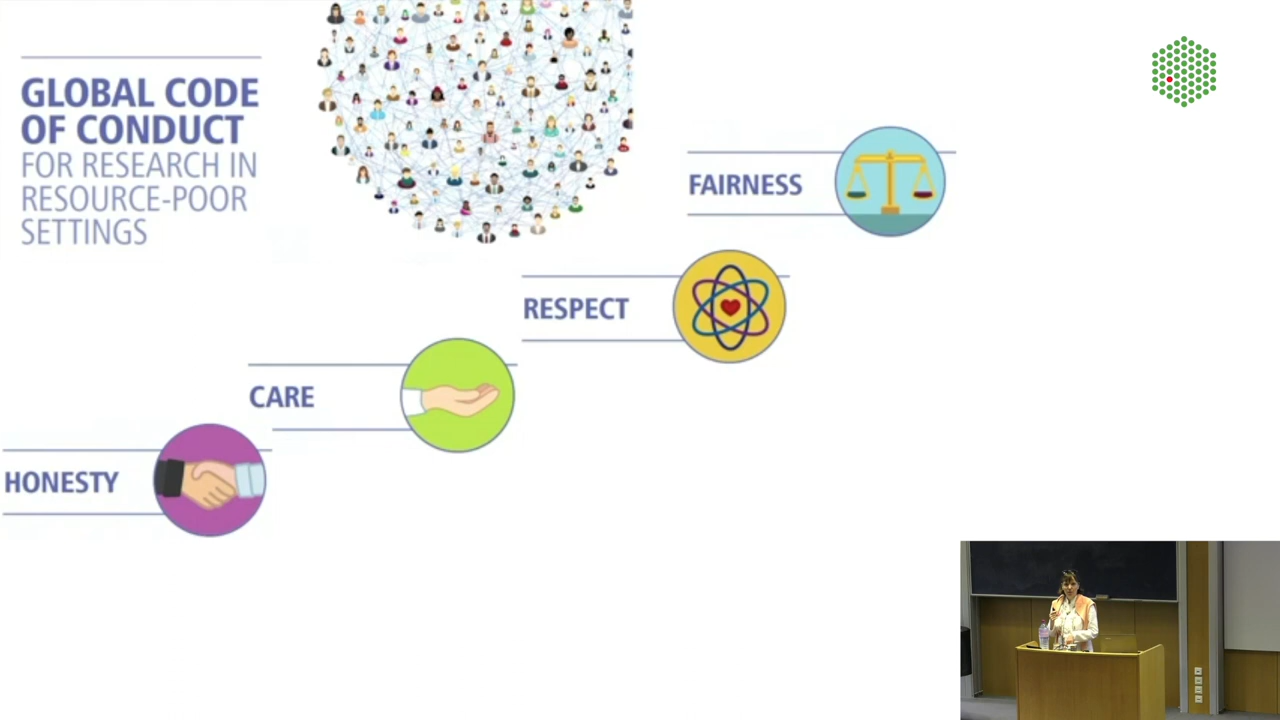 GLOBAL CODE
OF CONDUCT
FOR RESEARCH IN
RESOURCE-POOR
SETTINGS
FAIRNESS
RESPECT
CARE
HONESTY